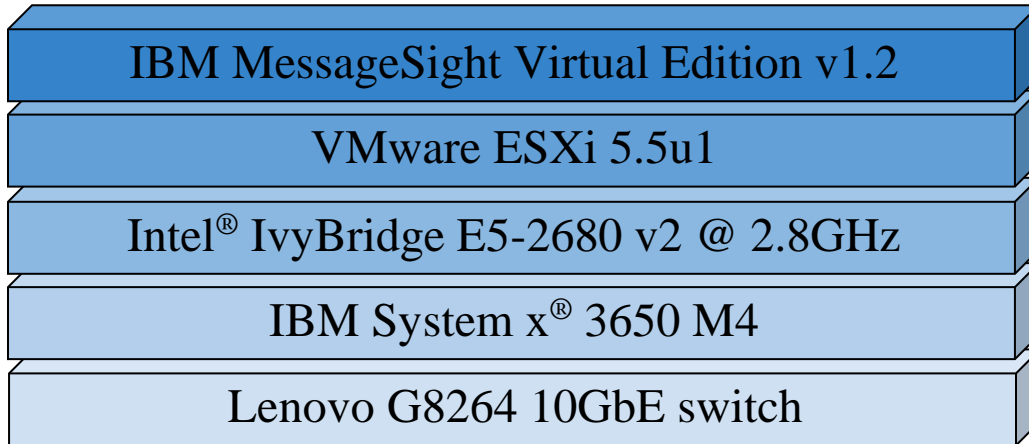 IBM MessageSight Virtual Edition v1.2
VMware ESXi 5.5u1
Intel® IvyBridge E5-2680 v2 @ 2.8GHz
IBM System x® 3650 M4
Lenovo G8264 10GbE switch